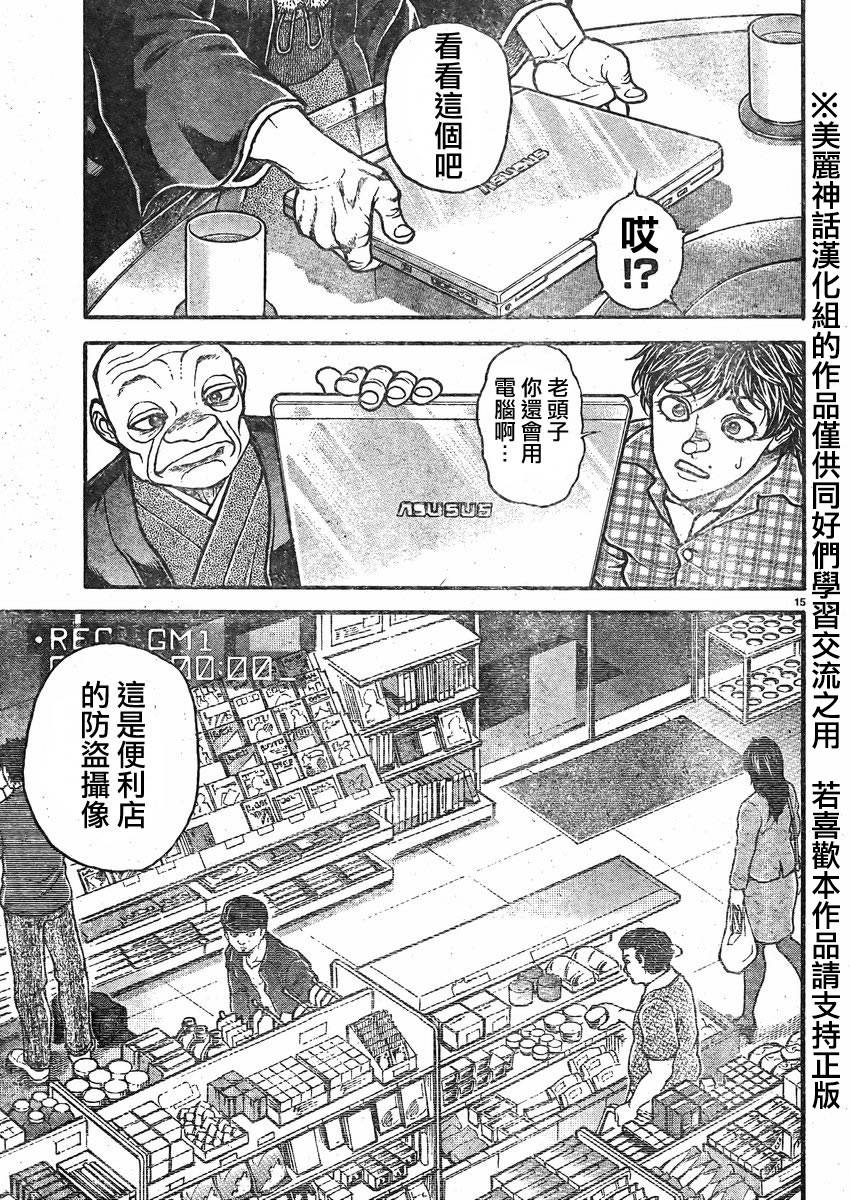 看看這個吧
哎!?
老頭子
你還會用
電腦啊…
ASUSUS
15
•REC GM1
00:00_
這是便利店
的防盜攝像
※美麗神話漢化組的作品僅供同好們學習交流之用 若喜歡本作品請支持正版